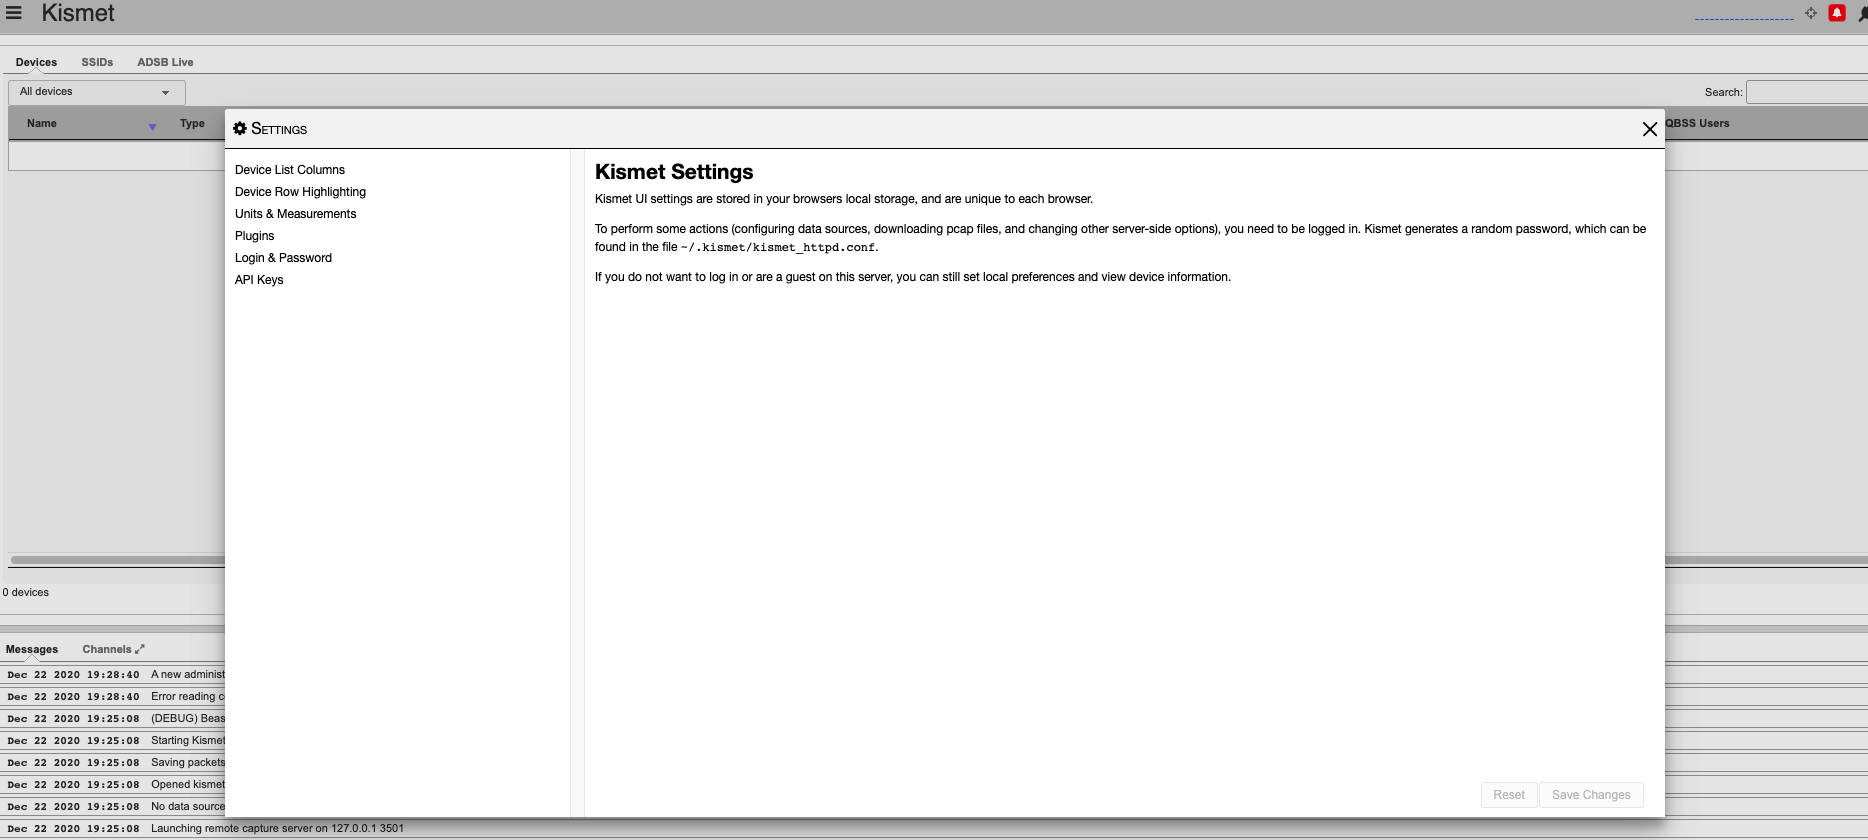 Kismet
Devices SSIDs ADSB Live
All devices
Search:
Name Type QBSS Users
SETTINGS
Device List Columns
Device Row Highlighting
Units & Measurements
Plugins
Login & Password
API Keys
Kismet Settings
Kismet UI settings are stored in your browsers local storage, and are unique to each browser.
To perform some actions (configuring data sources, downloading pcap files, and changing other server-side options), you need to be logged in. Kismet generates a random password, which can be
found in the file ~/.kismet/kismet_httpd.conf.
If you do not want to log in or are a guest on this server, you can still set local preferences and view device information.
Reset Save Changes
0 devices
Messages Channels
Dec 22 2020 19:28:40 A new administ
Dec 22 2020 19:28:40 Error reading c
Dec 22 2020 19:25:08 (DEBUG) Beas
Dec 22 2020 19:25:08 Starting Kismet
Dec 22 2020 19:25:08 Saving packets
Dec 22 2020 19:25:08 Opened kismet
Dec 22 2020 19:25:08 No data source
Dec 22 2020 19:25:08 Launching remote capture server on 127.0.0.1 3501